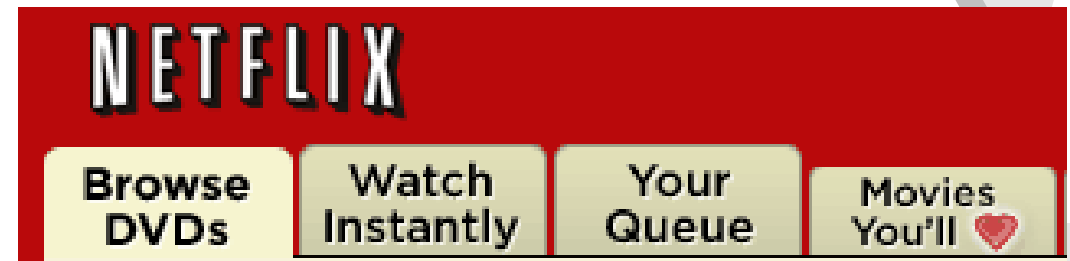 NETFLIX
Browse DVDs
Watch Instantly
Your Queue
Movies You'll ❤